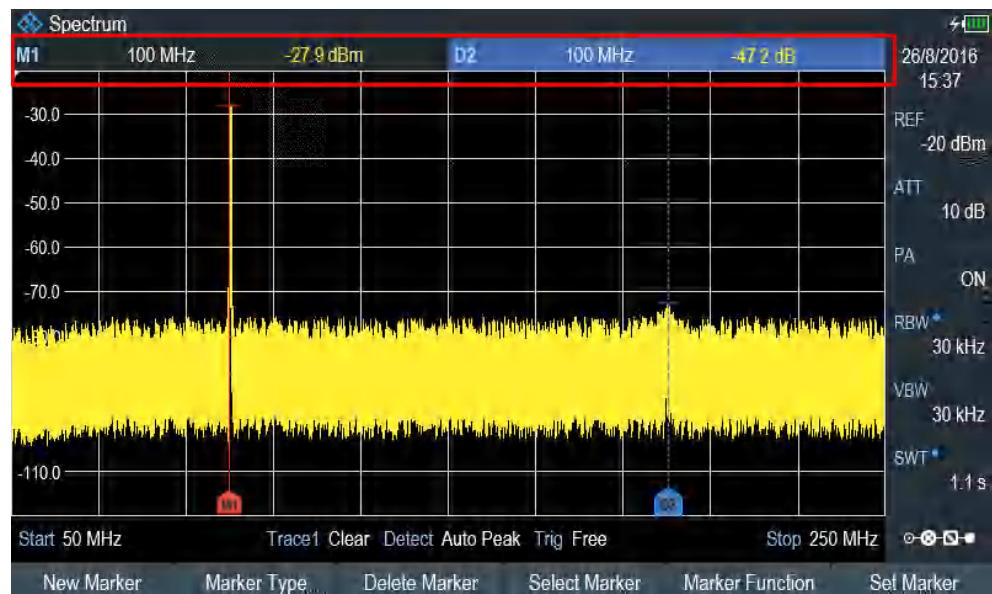 Spectrum
M1 100 MHz -27.9 dBm D2 100 MHz -47.2 dB
26/8/2016
15:37
-30.0
-40.0
-50.0
-60.0
-70.0
-110.0
REF
-20 dBm
ATT
10 dB
PA
ON
RBW
30 kHz
VBW
30 kHz
SWT
1.1 s
M1
D2
Start 50 MHz Trace1 Clear Detect Auto Peak Trig Free Stop 250 MHz
New Marker Marker Type Delete Marker Select Marker Marker Function Set Marker